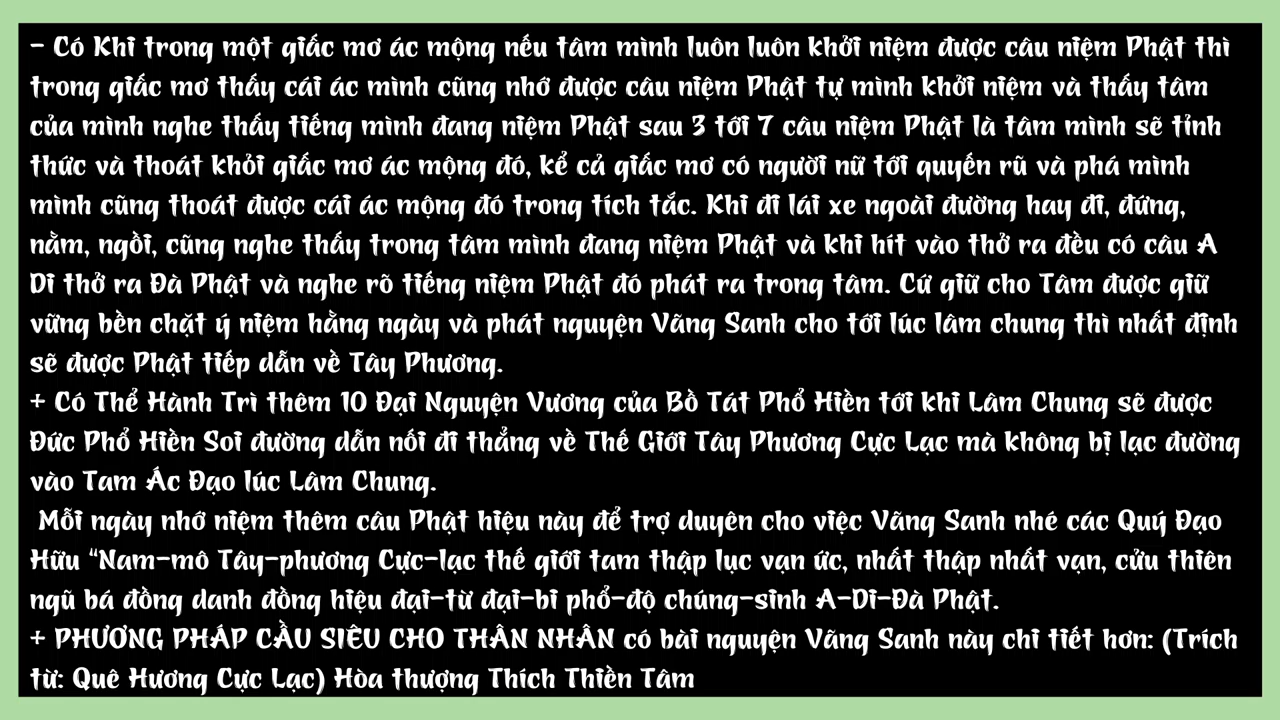 - Có Khi trong một giấc mơ ác mộng nếu tâm mình luôn luôn khởi niệm được câu niệm Phật thì
trong giấc mơ thấy cái ác mình cũng nhớ được câu niệm Phật tự mình khởi niệm và thấy tâm
của mình nghe thấy tiếng mình đang niệm Phật sau 3 tới 7 câu niệm Phật là tâm mình sẽ tỉnh
thức và thoát khỏi giấc mơ ác mộng đó, kể cả giấc mơ có người nữ tới quyến rũ và phá mình
mình cũng thoát được cái ác mộng đó trong tích tắc. Khi đi lái xe ngoài đường hay đi, đứng,
nằm, ngồi, cũng nghe thấy trong tâm mình đang niệm Phật và khi hít vào thở ra đều có câu A
Di thở ra Đà Phật và nghe rõ tiếng niệm Phật đó phát ra trong tâm. Cứ giữ cho Tâm được giữ
vững bền chặt ý niệm hằng ngày và phát nguyện Vãng Sanh cho tới lúc lâm chung thì nhất định
sẽ được Phật tiếp dẫn về Tây Phương.
+ Có Thể Hành Trì thêm 10 Đại Nguyện Vương của Bồ Tát Phổ Hiền tới khi Lâm Chung sẽ được
Đức Phổ Hiền Soi đường dẫn nối đi thẳng về Thế Giới Tây Phương Cực Lạc mà không bị lạc đường
vào Tam Ác Đạo lúc Lâm Chung.
Mỗi ngày nhớ niệm thêm câu Phật hiệu này để trợ duyên cho việc Vãng Sanh nhé các Quý Đạo
Hữu "Nam-mô Tây-phương Cực-lạc thế giới tam thập lục vạn ức, nhất thập nhất vạn, cửu thiên
ngũ bá đồng danh đồng hiệu đại-từ đại-bi phổ-độ chúng-sinh A-Di-Đà Phật.
+ PHƯƠNG PHÁP CẦU SIÊU CHO THÂN NHÂN có bài nguyện Vãng Sanh này chi tiết hơn: (Trích
từ: Quê Hương Cực Lạc) Hòa thượng Thích Thiền Tâm